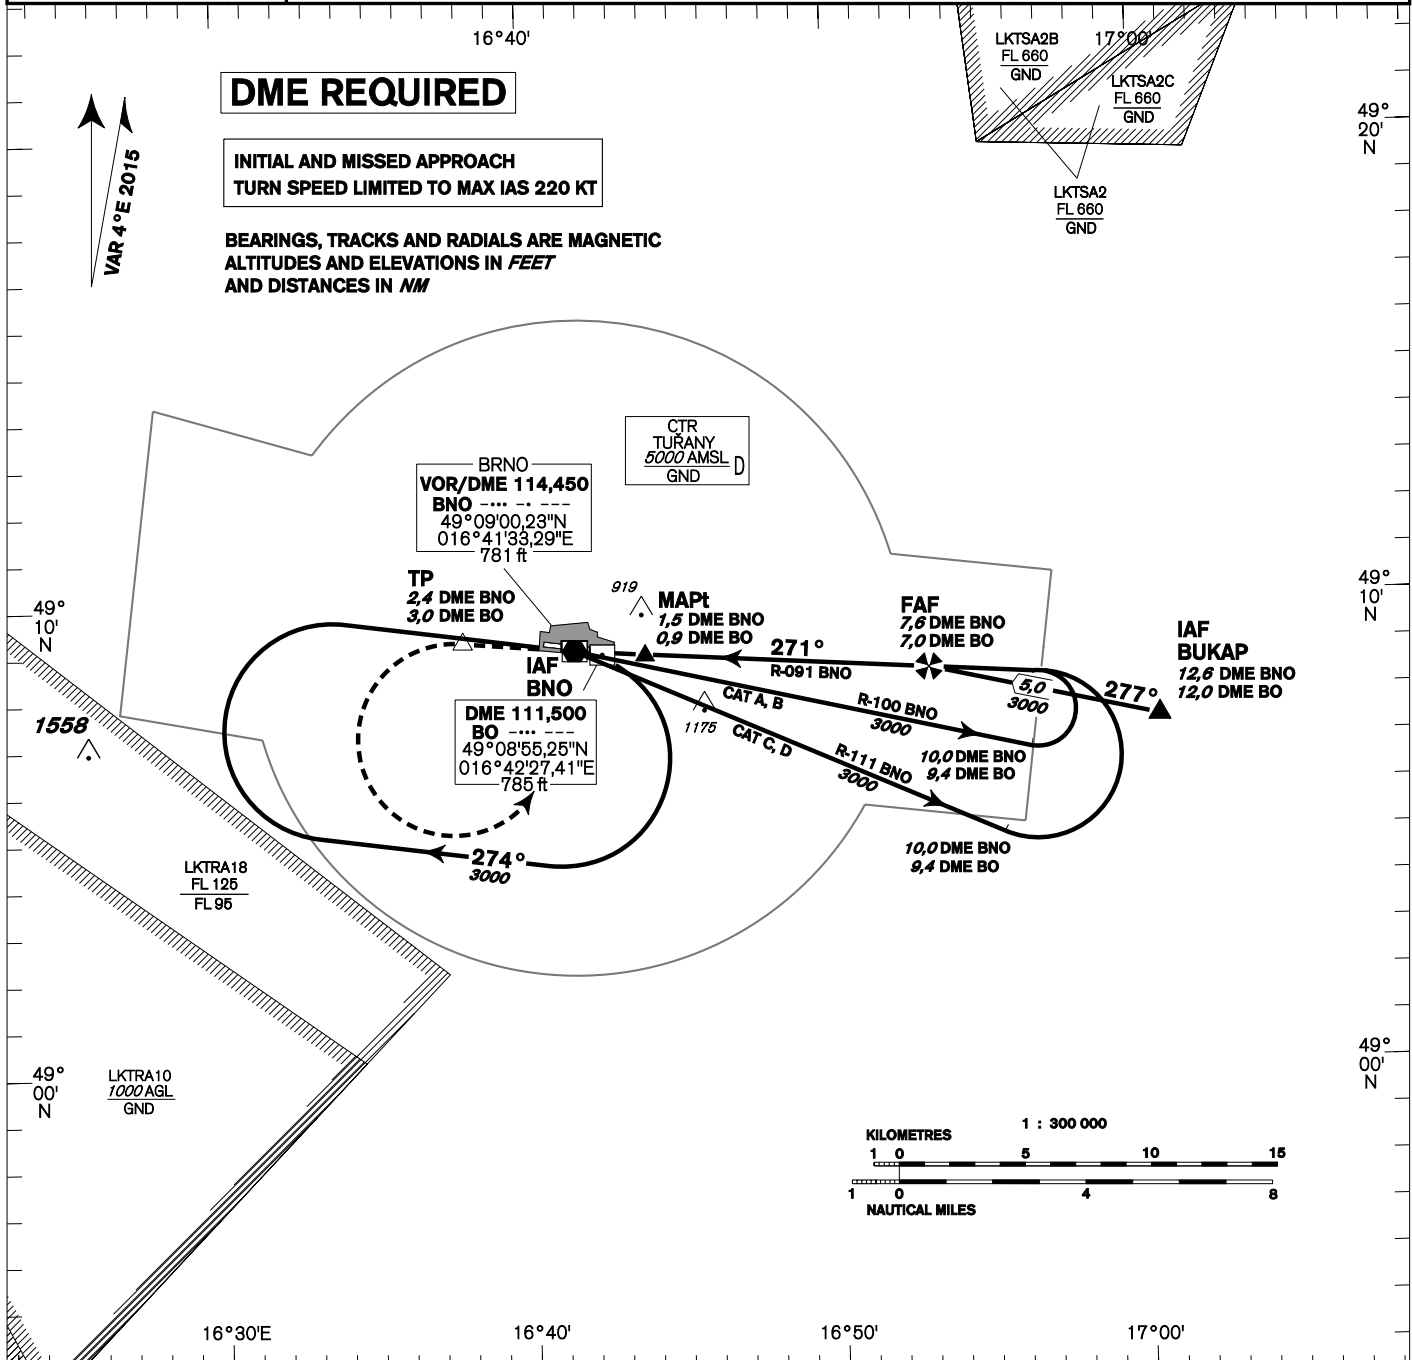 16°40'
17°00'
LKTSA2B
FL 660
GND
LKTSA2C
FL 660
GND
LKTSA2
FL 660
GND
49°
20'
N
DME REQUIRED
INITIAL AND MISSED APPROACH
TURN SPEED LIMITED TO MAX IAS 220 KT
VAR 4°E 2015
BEARINGS, TRACKS AND RADIALS ARE MAGNETIC
ALTITUDES AND ELEVATIONS IN FEET
AND DISTANCES IN NM
CTR
TUŘANY
5000 AMSL
GND
D
BRNO
VOR/DME 114,450
BNO -··· -· ---
49°09'00,23"N
016°41'33,29"E
781 ft
TP
2,4 DME BNO
3,0 DME BO
919
MAPt
1,5 DME BNO
0,9 DME BO
271°
R-091 BNO
FAF
7,6 DME BNO
7,0 DME BO
IAF
BUKAP
12,6 DME BNO
12,0 DME BO
277°
5,0
3000
49°
10'
N
49°
10'
N
IAF
BNO
DME 111,500
BO -··· ---
49°08'55,25"N
016°42'27,41"E
785 ft
1175
CAT A, B
R-100 BNO
3000
CAT C, D
R-111 BNO
3000
10,0 DME BNO
9,4 DME BO
10,0 DME BNO
9,4 DME BO
1558
274°
3000
LKTRA18
FL 125
FL 95
LKTRA10
1000 AGL
GND
49°
00'
N
49°
00'
N
1 : 300 000
KILOMETRES
1 0 5 10 15
1 0 4 8
NAUTICAL MILES
16°30'E
16°40'
16°50'
17°00'